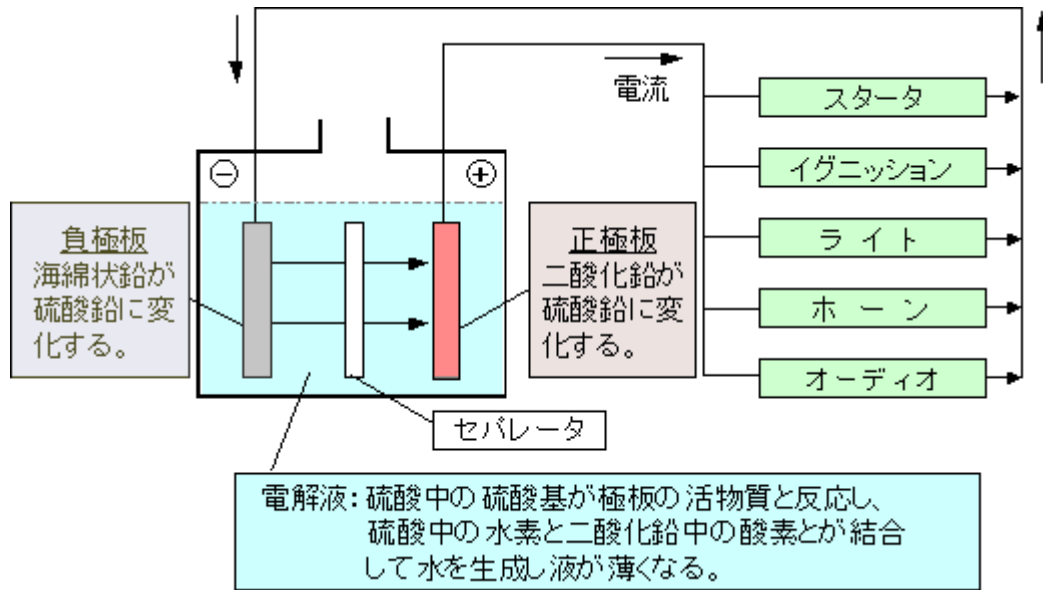 電流
スタータ
イグニッション
ライト
ホーン
オーディオ
⊖
⊕
負極板
海綿状鉛が
硫酸鉛に変
化する。
正極板
二酸化鉛が
硫酸鉛に変
化する。
セパレータ
電解液：硫酸中の硫酸基が極板の活物質と反応し、
硫酸中の水素と二酸化鉛中の酸素とが結合
して水を生成し液が薄くなる。